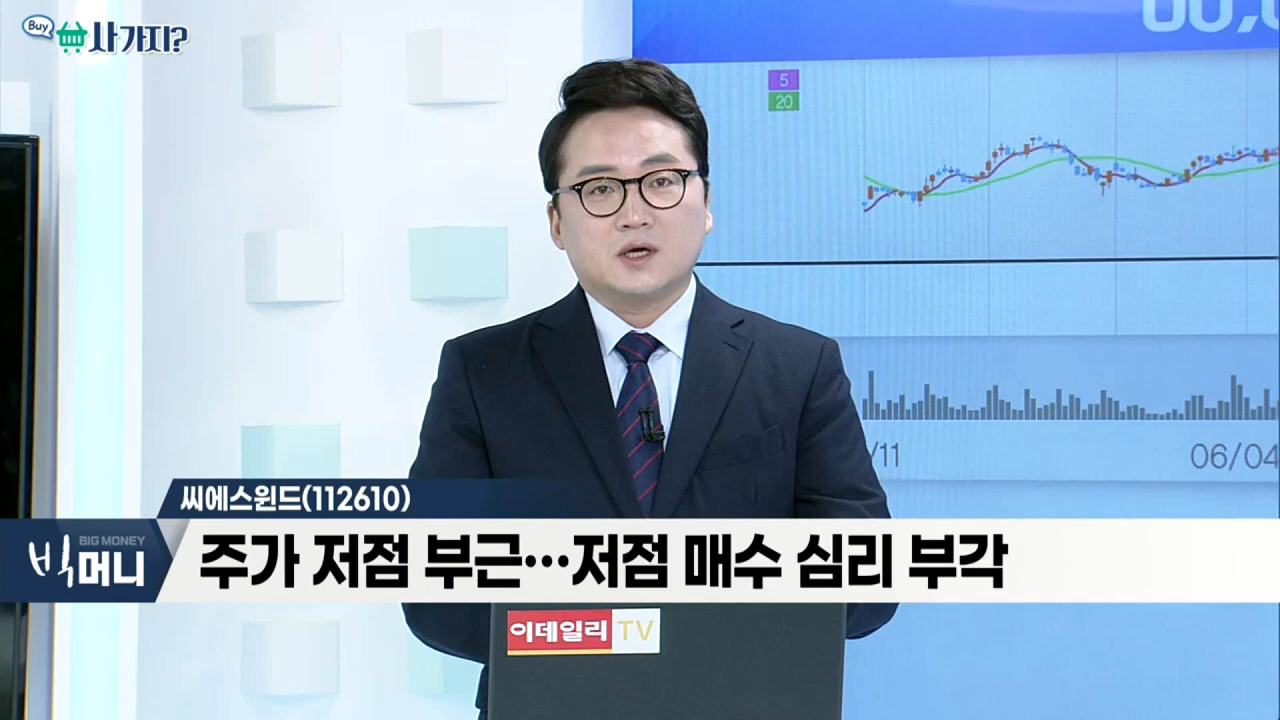 Buy
사가지?
5
20
/11
06/04
씨에스윈드(112610)
BIG MONEY
빅머니
주가 저점 부근…저점 매수 심리 부각
이데일리 TV